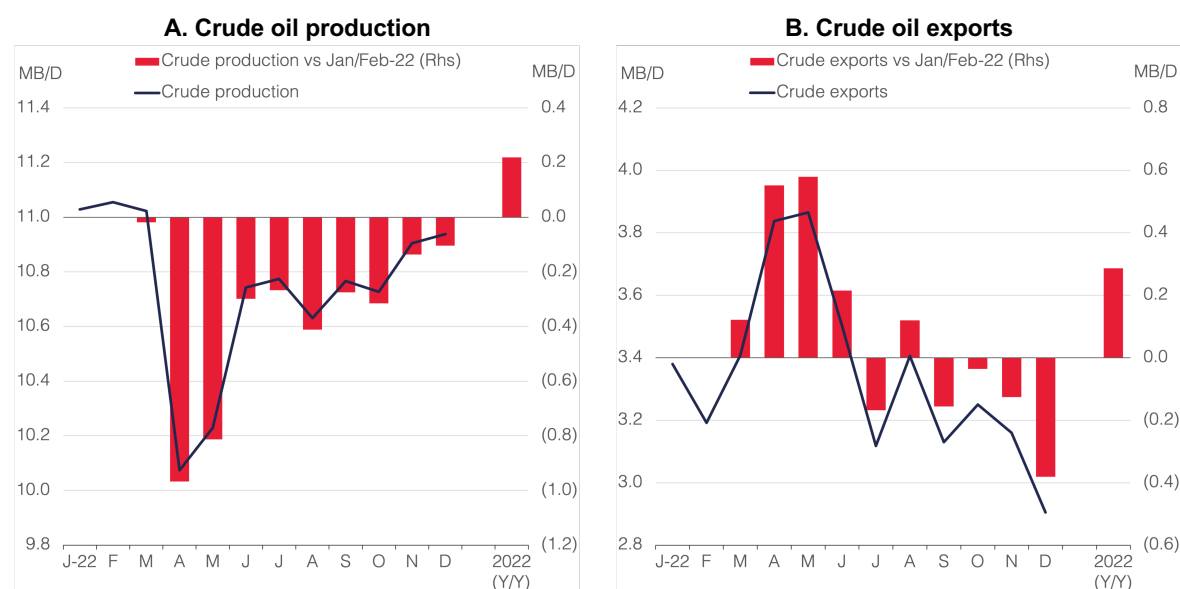 A. Crude oil production
Crude production vs Jan/Feb-22 (Rhs)
MB/D
MB/D
Crude production
11.4
0.4
11.2
0.2
11.0
0.0
10.8
(0.2)
10.6
(0.4)
10.4
(0.6)
10.2
(0.8)
10.0
(1.0)
9.8
(1.2)
J-22 F M A M J J A S O N D 2022
(Y/Y)
B. Crude oil exports
Crude exports vs Jan/Feb-22 (Rhs)
MB/D
MB/D
Crude exports
4.2
0.8
4.0
0.6
3.8
0.4
3.6
0.2
3.4
0.0
3.2
(0.2)
3.0
(0.4)
2.8
(0.6)
J-22 F M A M J J A S O N D 2022
(Y/Y)